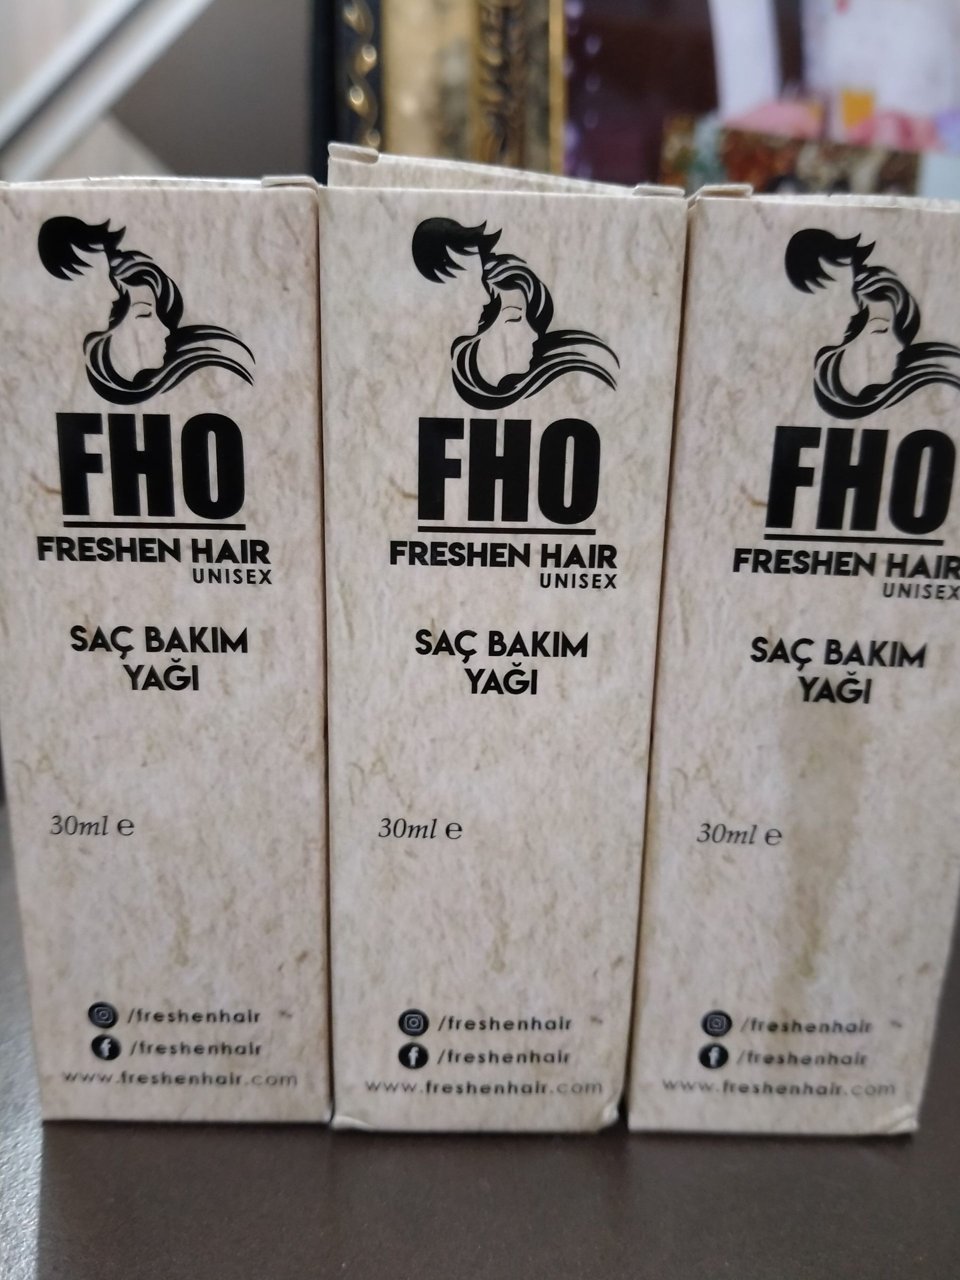 FHO
FRESHEN HAIR
UNISEX
SAÇ BAKIM
YAĞI
30ml ℮
/freshenhair
/freshenhair
www.freshenhair.com
FHO
FRESHEN HAIR
UNISEX
SAÇ BAKIM
YAĞI
30ml ℮
/freshenhair
/freshenhair
www.freshenhair.com
FHO
FRESHEN HAIR
UNISEX
SAÇ BAKIM
YAĞI
30ml ℮
/freshenhair
/freshenhair
www.freshenhair.com